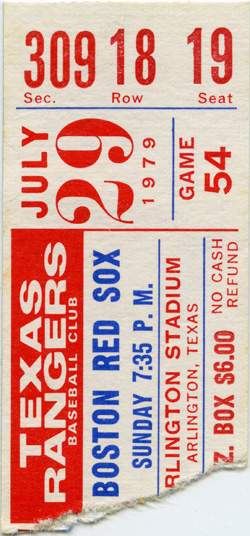 309 18 19
Sec. Row Seat
JULY
29
1979
GAME
54
TEXAS
RANGERS
BASEBALL CLUB
BOSTON RED SOX
SUNDAY 7:35 P. M.
RLINGTON STADIUM
ARLINGTON, TEXAS
NO CASH
REFUND
Z. BOX $6.00